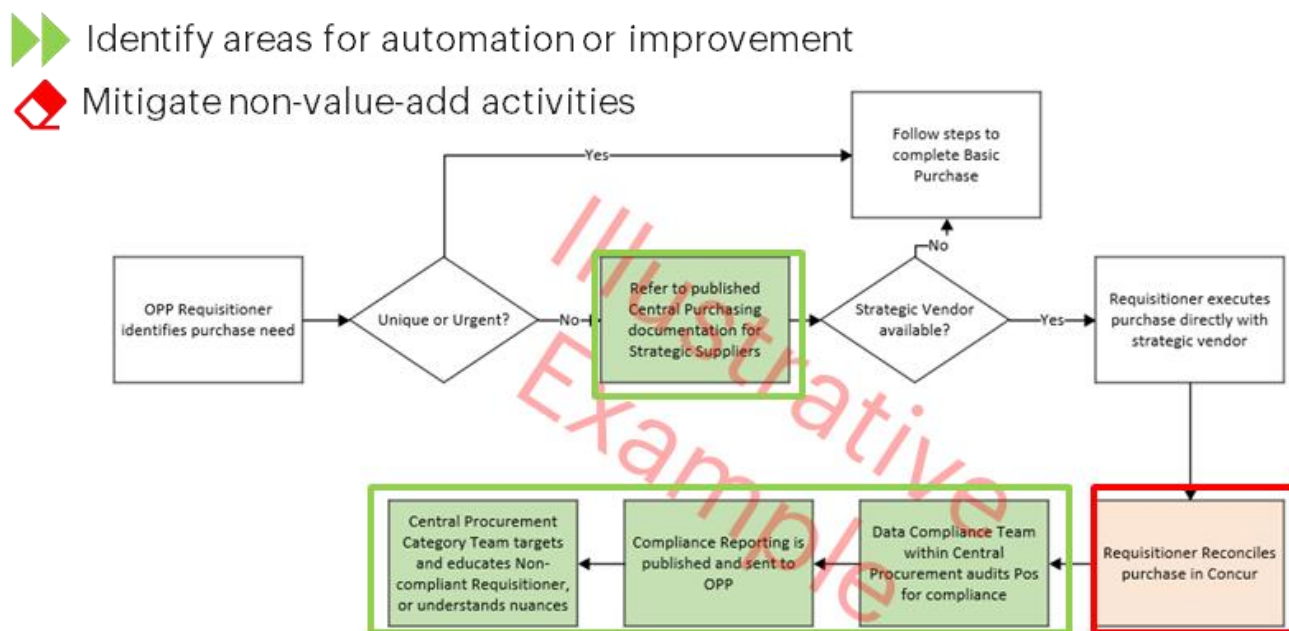 Identify areas for automation or improvement
Mitigate non-value-add activities
Yes
Follow steps to
complete Basic
Purchase
No
OPP Requisitioner
identifies purchase need
Unique or Urgent?
No
Refer to published
Central Purchasing
documentation for
Strategic Suppliers
Strategic Vendor
available?
Yes
Requisitioner executes
purchase directly with
strategic vendor
Illustrative
Example
Central Procurement
Category Team targets
and educates Non-
compliant Requisitioner,
or understands nuances
Compliance Reporting is
published and sent to
OPP
Data Compliance Team
within Central
Procurement audits Pos
for compliance
Requisitioner Reconciles
purchase in Concur